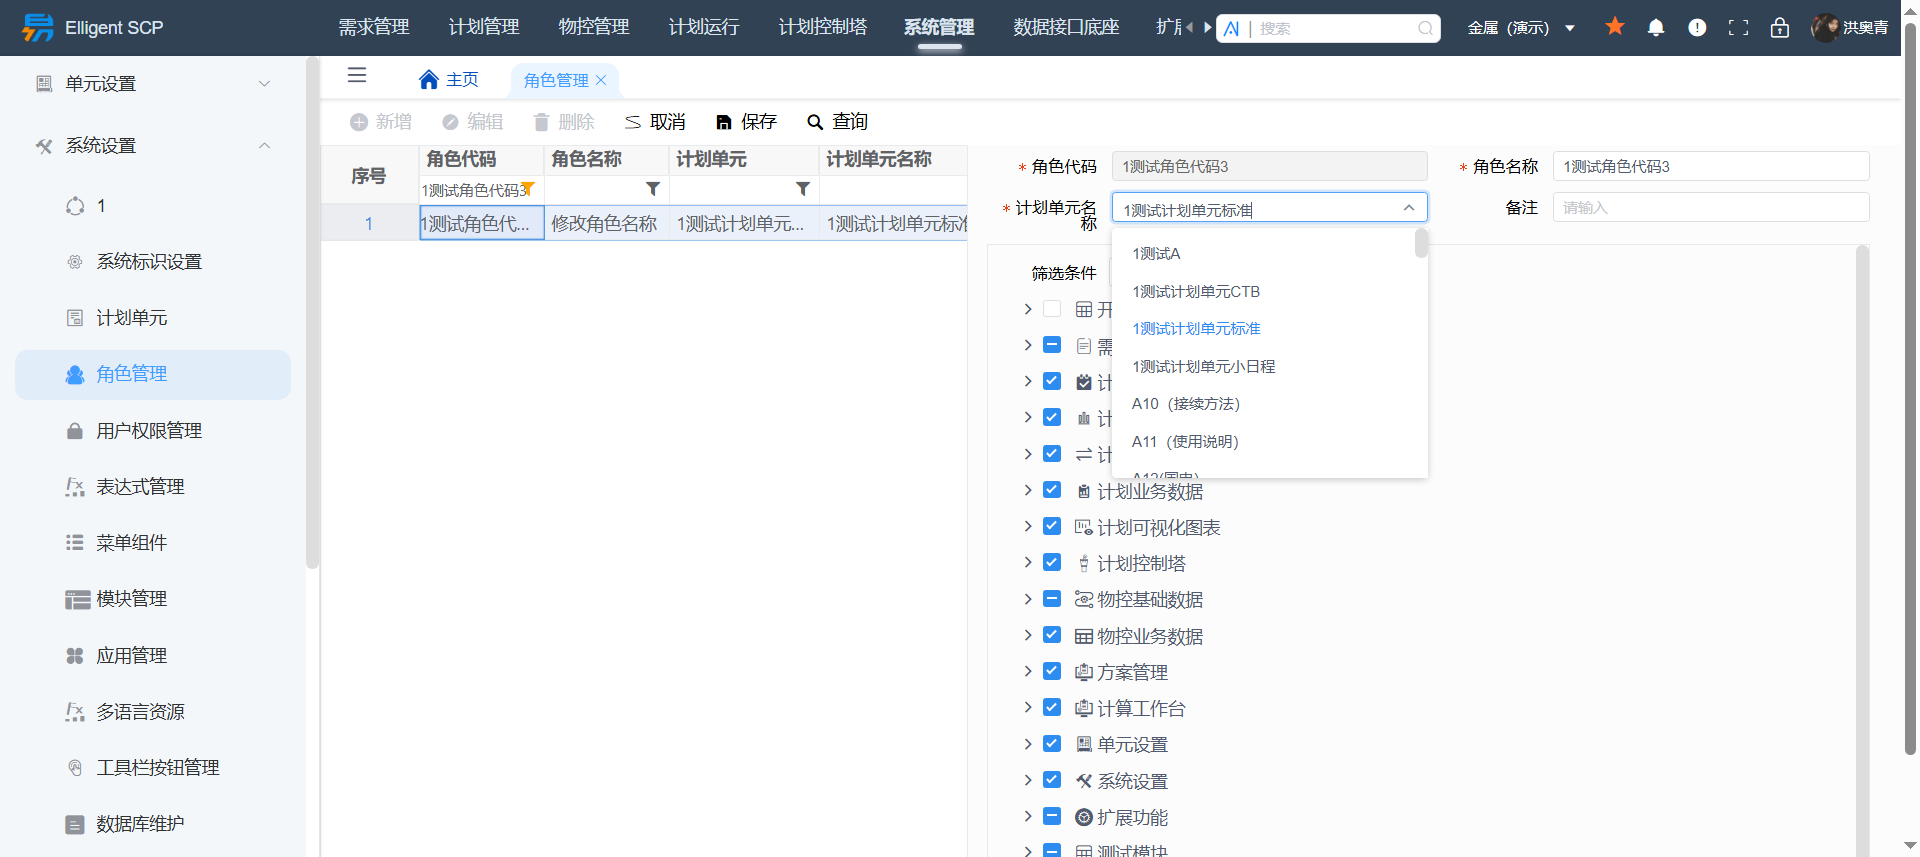 Elligent SCP
需求管理
计划管理
物控管理
计划运行
计划控制塔
系统管理
数据接口底座
AI | 搜索
金属（演示）
洪奥青
单元设置
系统设置
1
系统标识设置
计划单元
角色管理
用户权限管理
表达式管理
菜单组件
模块管理
应用管理
多语言资源
工具栏按钮管理
数据库维护
主页
角色管理
新增
编辑
删除
取消
保存
查询
序号
角色代码
角色名称
计划单元
计划单元名称
1测试角色代码3
1
1测试角色代...
修改角色名称
1测试计划单元...
1测试计划单元标准
* 角色代码
1测试角色代码3
* 角色名称
1测试角色代码3
* 计划单元名称
1测试计划单元标准
备注
请输入
筛选条件
1测试A
1测试计划单元CTB
1测试计划单元标准
1测试计划单元小日程
A10（接续方法）
A11（使用说明）
计划业务数据
计划可视化图表
计划控制塔
物控基础数据
物控业务数据
方案管理
计算工作台
单元设置
系统设置
扩展功能
测试模块